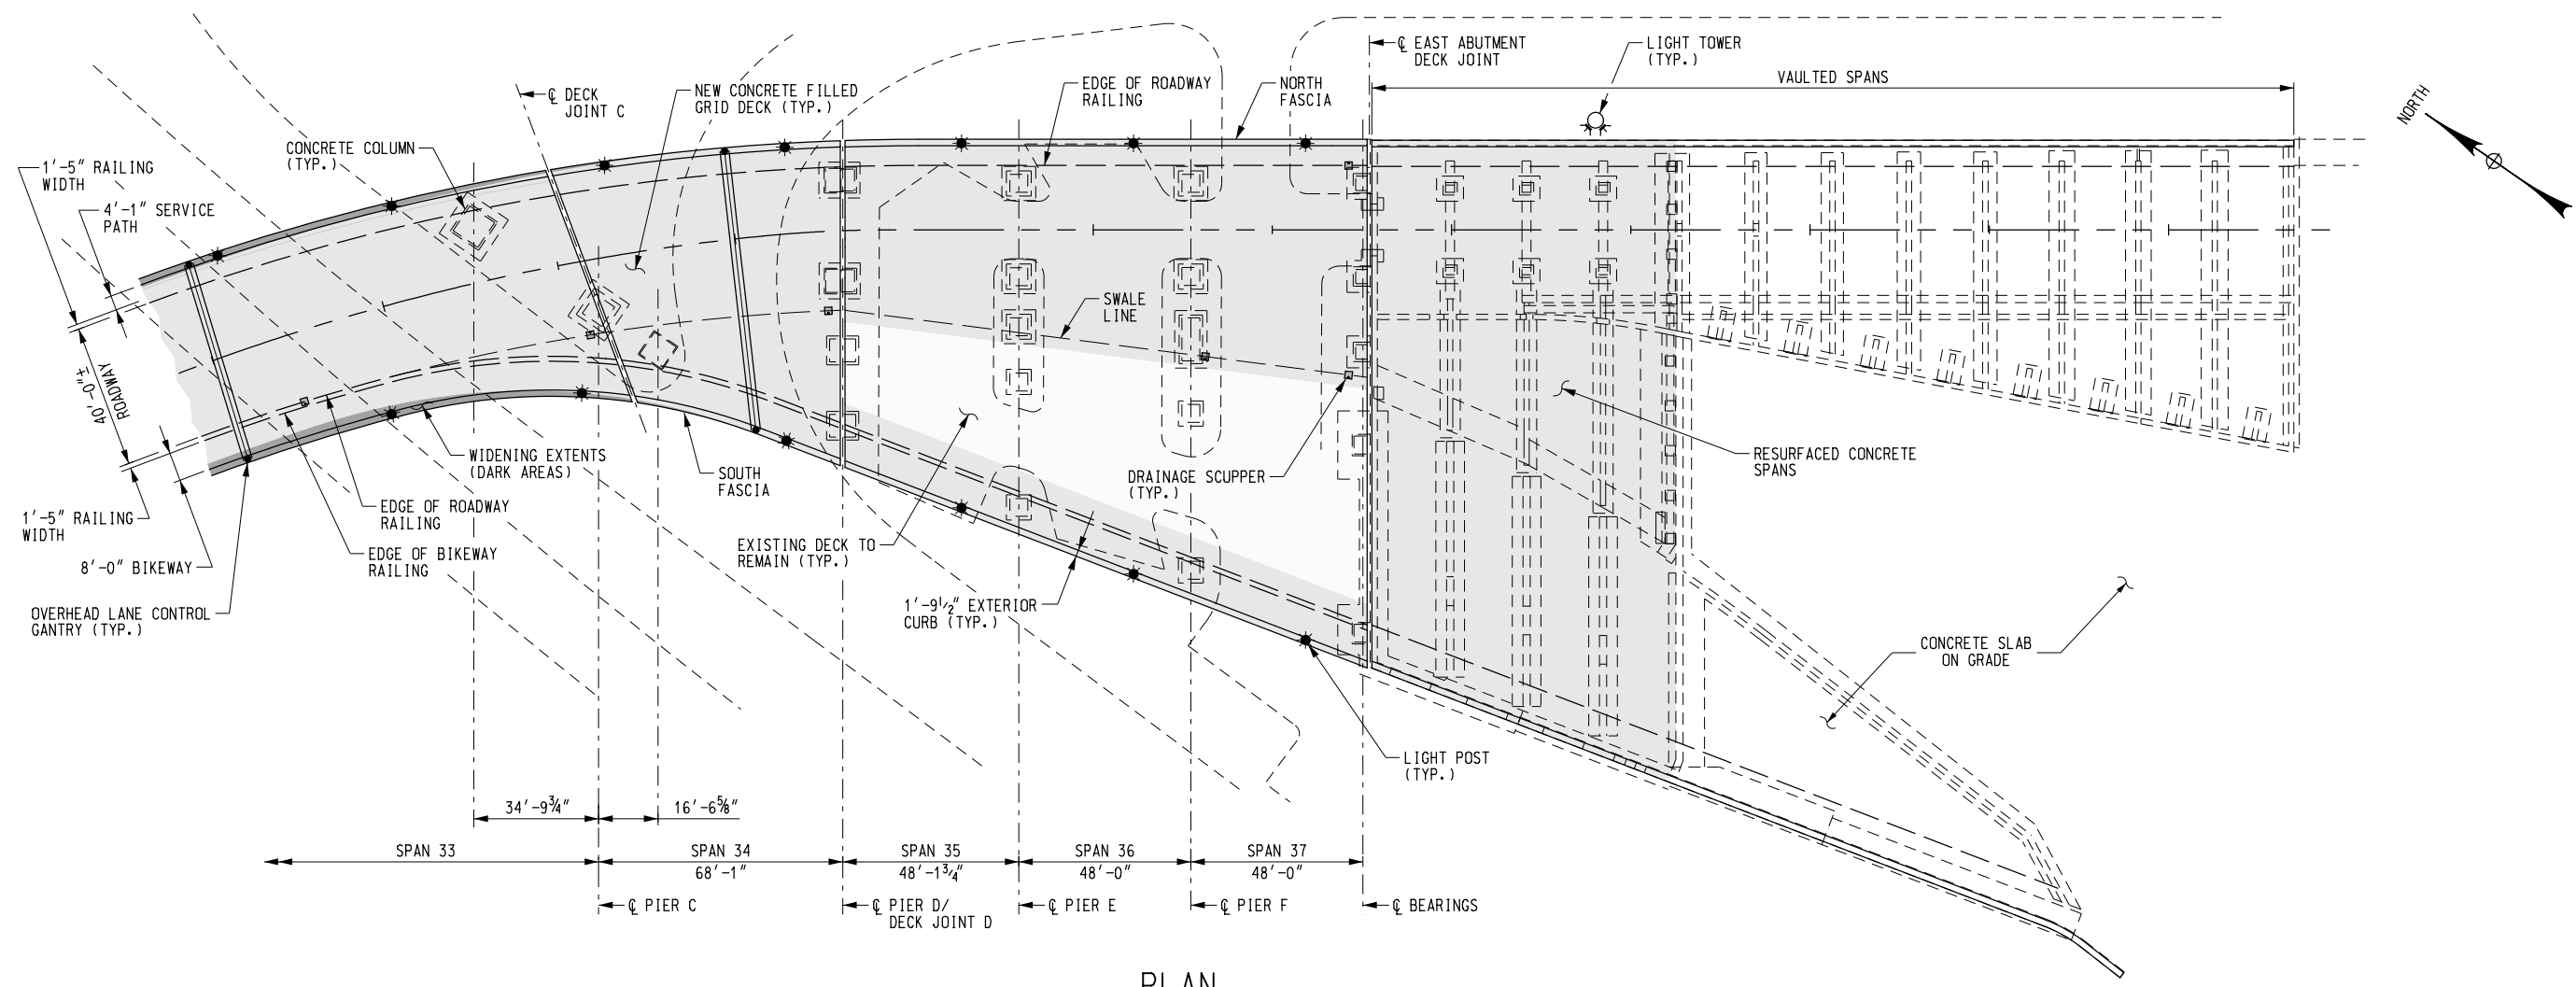 ℄ EAST ABUTMENT
DECK JOINT
LIGHT TOWER
(TYP.)
VAULTED SPANS
NORTH
℄ DECK
JOINT C
NEW CONCRETE FILLED
GRID DECK (TYP.)
EDGE OF ROADWAY
RAILING
NORTH
FASCIA
CONCRETE COLUMN
(TYP.)
1'-5" RAILING
WIDTH
4'-1" SERVICE
PATH
40'-0"±
ROADWAY
SWALE
LINE
WIDENING EXTENTS
(DARK AREAS)
SOUTH
FASCIA
DRAINAGE SCUPPER
(TYP.)
RESURFACED CONCRETE
SPANS
1'-5" RAILING
WIDTH
EDGE OF ROADWAY
RAILING
8'-0" BIKEWAY
EDGE OF BIKEWAY
RAILING
EXISTING DECK TO
REMAIN (TYP.)
OVERHEAD LANE CONTROL
GANTRY (TYP.)
1'-9½" EXTERIOR
CURB (TYP.)
CONCRETE SLAB
ON GRADE
LIGHT POST
(TYP.)
34'-9¾"
16'-6⅝"
SPAN 33
SPAN 34
68'-1"
SPAN 35
48'-1¾"
SPAN 36
48'-0"
SPAN 37
48'-0"
℄ PIER C
℄ PIER D/
DECK JOINT D
℄ PIER E
℄ PIER F
℄ BEARINGS
PLAN